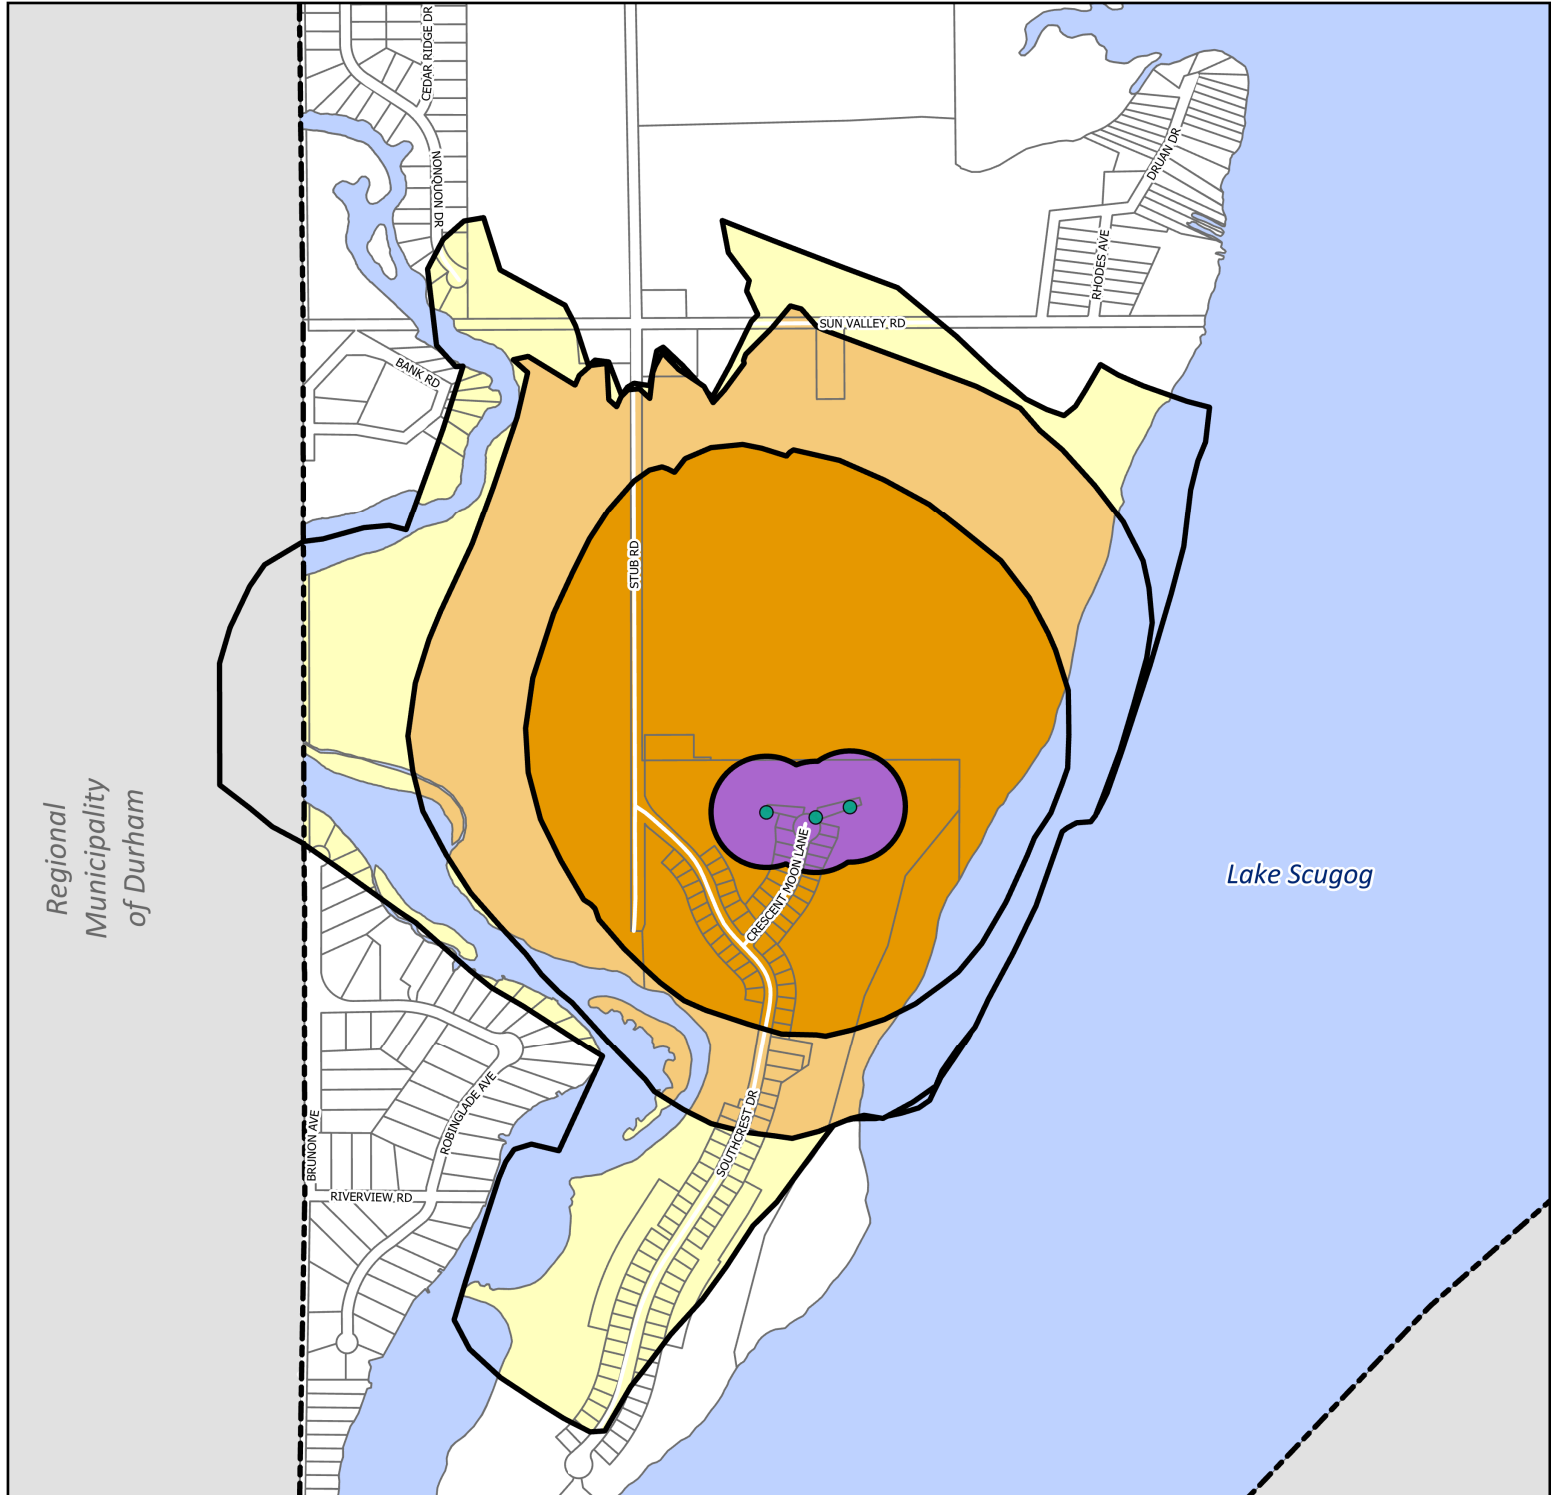 CEDAR RIDGE DR
NONQUON DR
DRUAN DR
RHODES AVE
SUN VALLEY RD
BANK RD
STUB RD
CRESCENT MOON LANE
Regional
Municipality
of Durham
Lake Scugog
ROBINGLADE AVE
SOUTHCREST DR
BRUNON AVE
RIVERVIEW RD